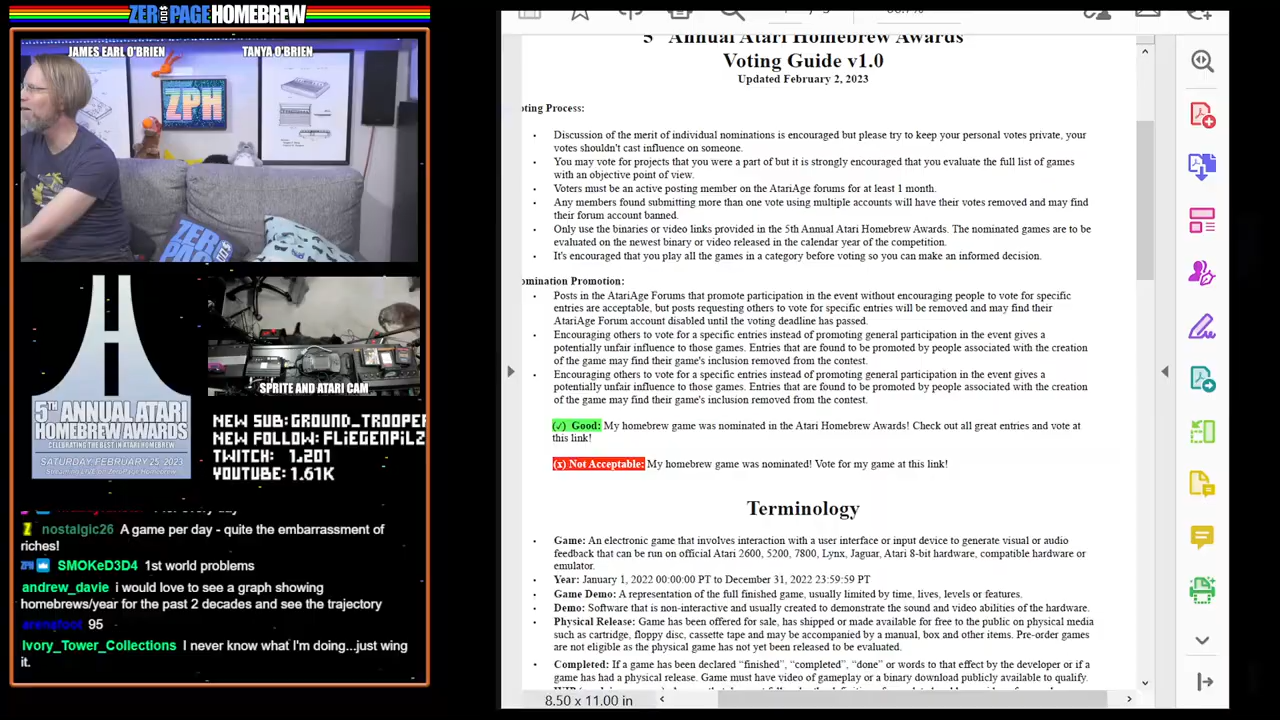 ZERO PAGE HOMEBREW
JAMES EARL O'BRIEN
TANYA O'BRIEN
ZPH
SPRITE AND ATARI CAM
5TH ANNUAL ATARI
HOMEBREW AWARDS
CELEBRATING THE BEST IN ATARI HOMEBREW
SATURDAY, FEBRUARY 25, 2023
NEW SUB: GROUND_TROOPER
NEW FOLLOW: FLIEGENPILZ
TWITCH: 1,201
YOUTUBE: 1.61K
nostalgic26 A game per day - quite the embarrassment of
riches!
SMOKeD3D4 1st world problems
andrew_davie i would love to see a graph showing
homebrews/year for the past 2 decades and see the trajectory
arenafoot 95
Ivory_Tower_Collections I never know what I'm doing...just wing
it.
5 Annual Atari Homebrew Awards
Voting Guide v1.0
Updated February 2, 2023
oting Process:
• Discussion of the merit of individual nominations is encouraged but please try to keep your personal votes private, your
votes shouldn't cast influence on someone.
• You may vote for projects that you were a part of but it is strongly encouraged that you evaluate the full list of games
with an objective point of view.
• Voters must be an active posting member on the AtariAge forums for at least 1 month.
• Any members found submitting more than one vote using multiple accounts will have their votes removed and may find
their forum account banned.
• Only use the binaries or video links provided in the 5th Annual Atari Homebrew Awards. The nominated games are to be
evaluated on the newest binary or video released in the calendar year of the competition.
• It's encouraged that you play all the games in a category before voting so you can make an informed decision.
omination Promotion:
• Posts in the AtariAge Forums that promote participation in the event without encouraging people to vote for specific
entries are acceptable, but posts requesting others to vote for specific entries will be removed and may find their
AtariAge Forum account disabled until the voting deadline has passed.
• Encouraging others to vote for a specific entries instead of promoting general participation in the event gives a
potentially unfair influence to those games. Entries that are found to be promoted by people associated with the creation
of the game may find their game's inclusion removed from the contest.
• Encouraging others to vote for a specific entries instead of promoting general participation in the event gives a
potentially unfair influence to those games. Entries that are found to be promoted by people associated with the creation
of the game may find their game's inclusion removed from the contest.
(✓) Good: My homebrew game was nominated in the Atari Homebrew Awards! Check out all great entries and vote at
this link!
(x) Not Acceptable: My homebrew game was nominated! Vote for my game at this link!
Terminology
• Game: An electronic game that involves interaction with a user interface or input device to generate visual or audio
feedback that can be run on official Atari 2600, 5200, 7800, Lynx, Jaguar, Atari 8-bit hardware, compatible hardware or
emulator.
• Year: January 1, 2022 00:00:00 PT to December 31, 2022 23:59:59 PT
• Game Demo: A representation of the full finished game, usually limited by time, lives, levels or features.
• Demo: Software that is non-interactive and usually created to demonstrate the sound and video abilities of the hardware.
• Physical Release: Game has been offered for sale, has shipped or made available for free to the public on physical media
such as cartridge, floppy disc, cassette tape and may be accompanied by a manual, box and other items. Pre-order games
are not eligible as the physical game has not yet been released to be evaluated.
• Completed: If a game has been declared “finished”, “completed”, “done” or words to that effect by the developer or if a
game has had a physical release. Game must have video of gameplay or a binary download publicly available to qualify.
8.50 x 11.00 in